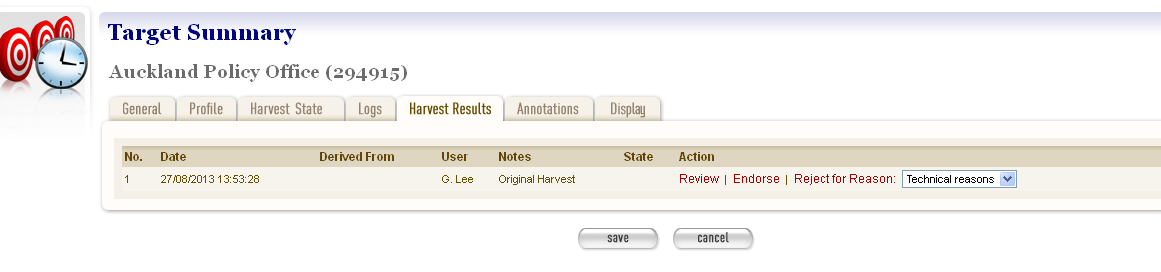 Target Summary
Auckland Policy Office (294915)
General Profile Harvest State Logs Harvest Results Annotations Display
No. Date Derived From User Notes State Action
1 27/08/2013 13:53:28 G. Lee Original Harvest Review | Endorse | Reject for Reason: Technical reasons
save cancel